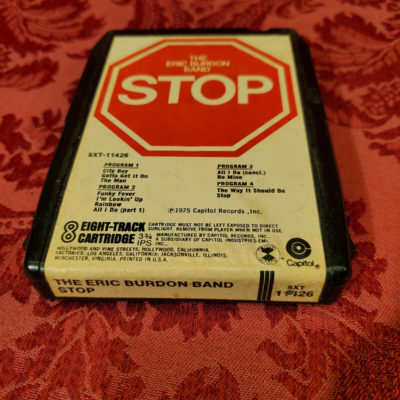 THE
ERIC BURDON
BAND
STOP
8XT-11426
PROGRAM 1
City Boy
Gotta Get It On
The Man
PROGRAM 2
Funky Fever
I'm Lookin' Up
Rainbow
All I Do (part 1)
PROGRAM 3
All I Do (concl.)
Be Mine
PROGRAM 4
The Way It Should Be
Stop
Ⓟ1975 Capitol Records, Inc.
8 EIGHT-TRACK
CARTRIDGE 3¾ IPS
CARTRIDGE MUST NOT BE LEFT EXPOSED TO DIRECT
SUNLIGHT. REMOVE FROM PLAYER WHEN NOT IN USE.
MANUFACTURED BY CAPITOL RECORDS, INC.
A SUBSIDIARY OF CAPITOL INDUSTRIES-EMI,
INC.
HOLLYWOOD AND VINE STREETS, HOLLYWOOD, CALIFORNIA.
FACTORIES: LOS ANGELES, CALIFORNIA; JACKSONVILLE, ILLINOIS;
WINCHESTER, VIRGINIA. PRINTED IN U.S.A.
Capitol
THE ERIC BURDON BAND
STOP
8XT
11426